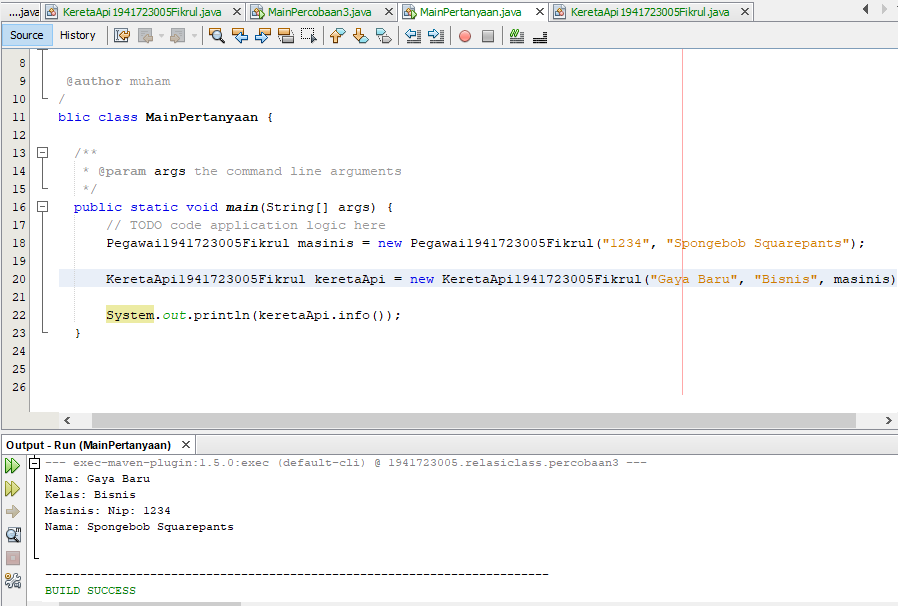 ....java KeretaApi1941723005Fikrul.java MainPercobaan3.java MainPertanyaan.java KeretaApi1941723005Fikrul.java
Source History
8
9 @author muham
10 /
11 blic class MainPertanyaan {
12
13 /**
14 * @param args the command line arguments
15 */
16 public static void main(String[] args) {
17 // TODO code application logic here
18 Pegawai1941723005Fikrul masinis = new Pegawai1941723005Fikrul("1234", "Spongebob Squarepants");
19
20 KeretaApi1941723005Fikrul keretaApi = new KeretaApi1941723005Fikrul("Gaya Baru", "Bisnis", masinis)
21
22 System.out.println(keretaApi.info());
23 }
24
25
26
Output - Run (MainPertanyaan)
--- exec-maven-plugin:1.5.0:exec (default-cli) @ 1941723005.relasiclass.percobaan3 ---
Nama: Gaya Baru
Kelas: Bisnis
Masinis: Nip: 1234
Nama: Spongebob Squarepants
------------------------------------------------------------------------
BUILD SUCCESS